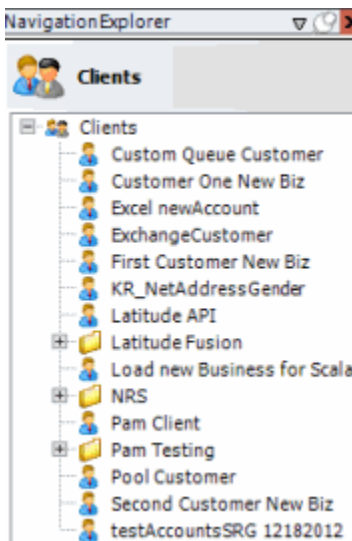 NavigationExplorer
Clients
Clients
Custom Queue Customer
Customer One New Biz
Excel newAccount
ExchangeCustomer
First Customer New Biz
KR_NetAddressGender
Latitude API
Latitude Fusion
Load new Business for Scala
NRS
Pam Client
Pam Testing
Pool Customer
Second Customer New Biz
testAccountsSRG 12182012